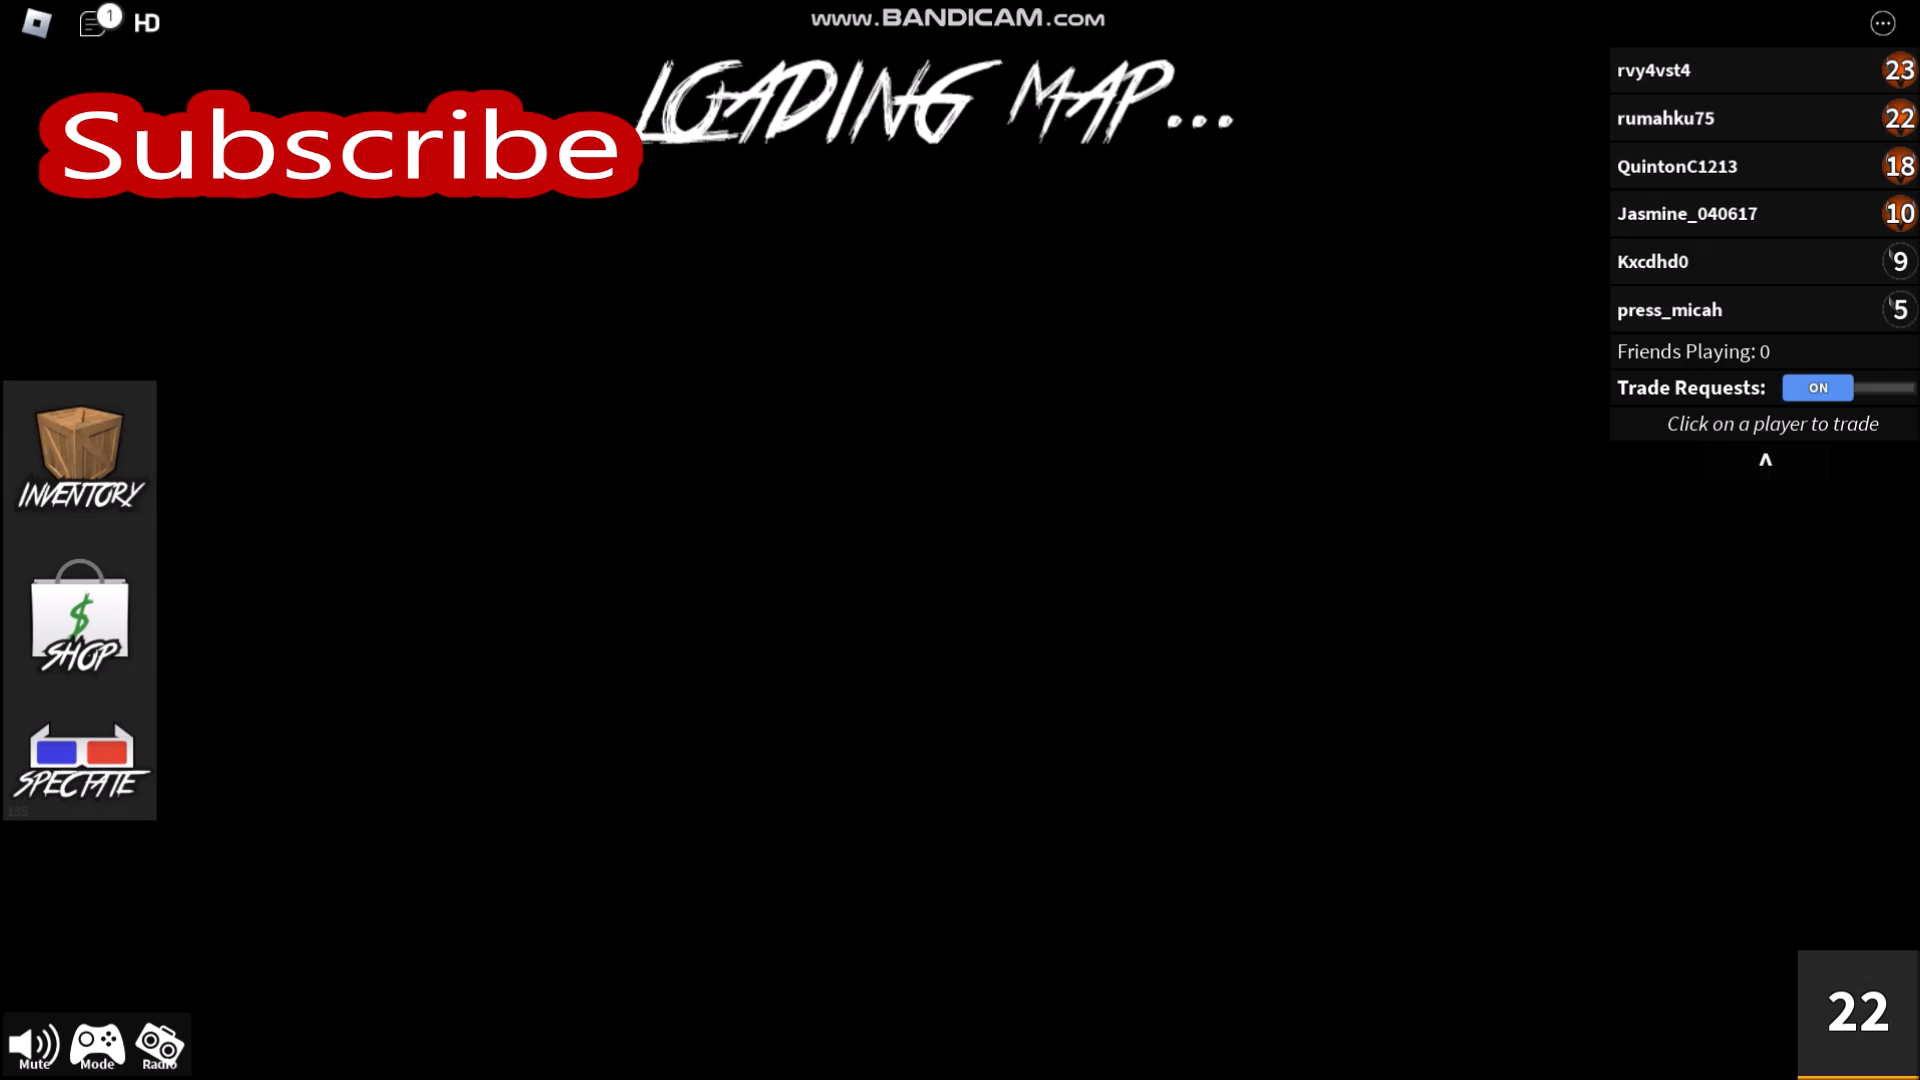 1
HD
www.BANDICAM.com
LOADING MAP...
Subscribe
rvy4vst4 23
rumahku75 22
QuintonC1213 18
Jasmine_040617 10
Kxcdhd0 9
press_micah 5
Friends Playing: 0
Trade Requests: ON
Click on a player to trade
INVENTORY
$
SHOP
SPECTATE
185
Mute
Mode
Radio
22